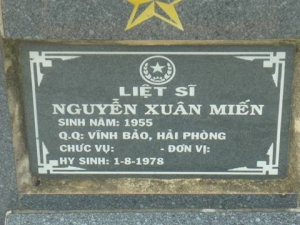 LIỆT SĨ
NGUYỄN XUÂN MIẾN
SINH NĂM: 1955
Q.Q: VĨNH BẢO, HẢI PHÒNG
CHỨC VỤ: - ĐƠN VỊ:
HY SINH: 1-8-1978